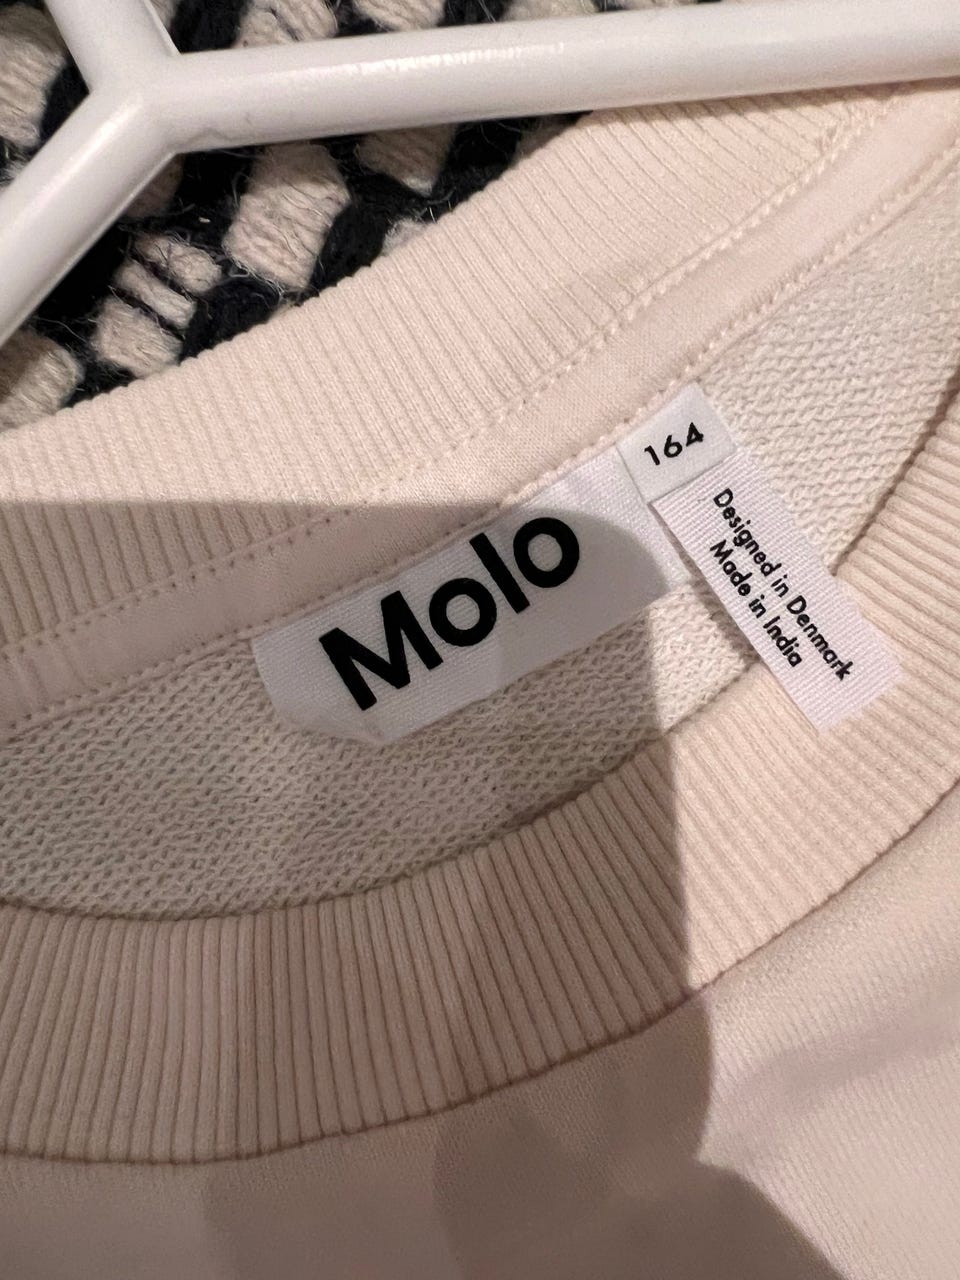 Molo
164
Designed in Denmark
Made in India